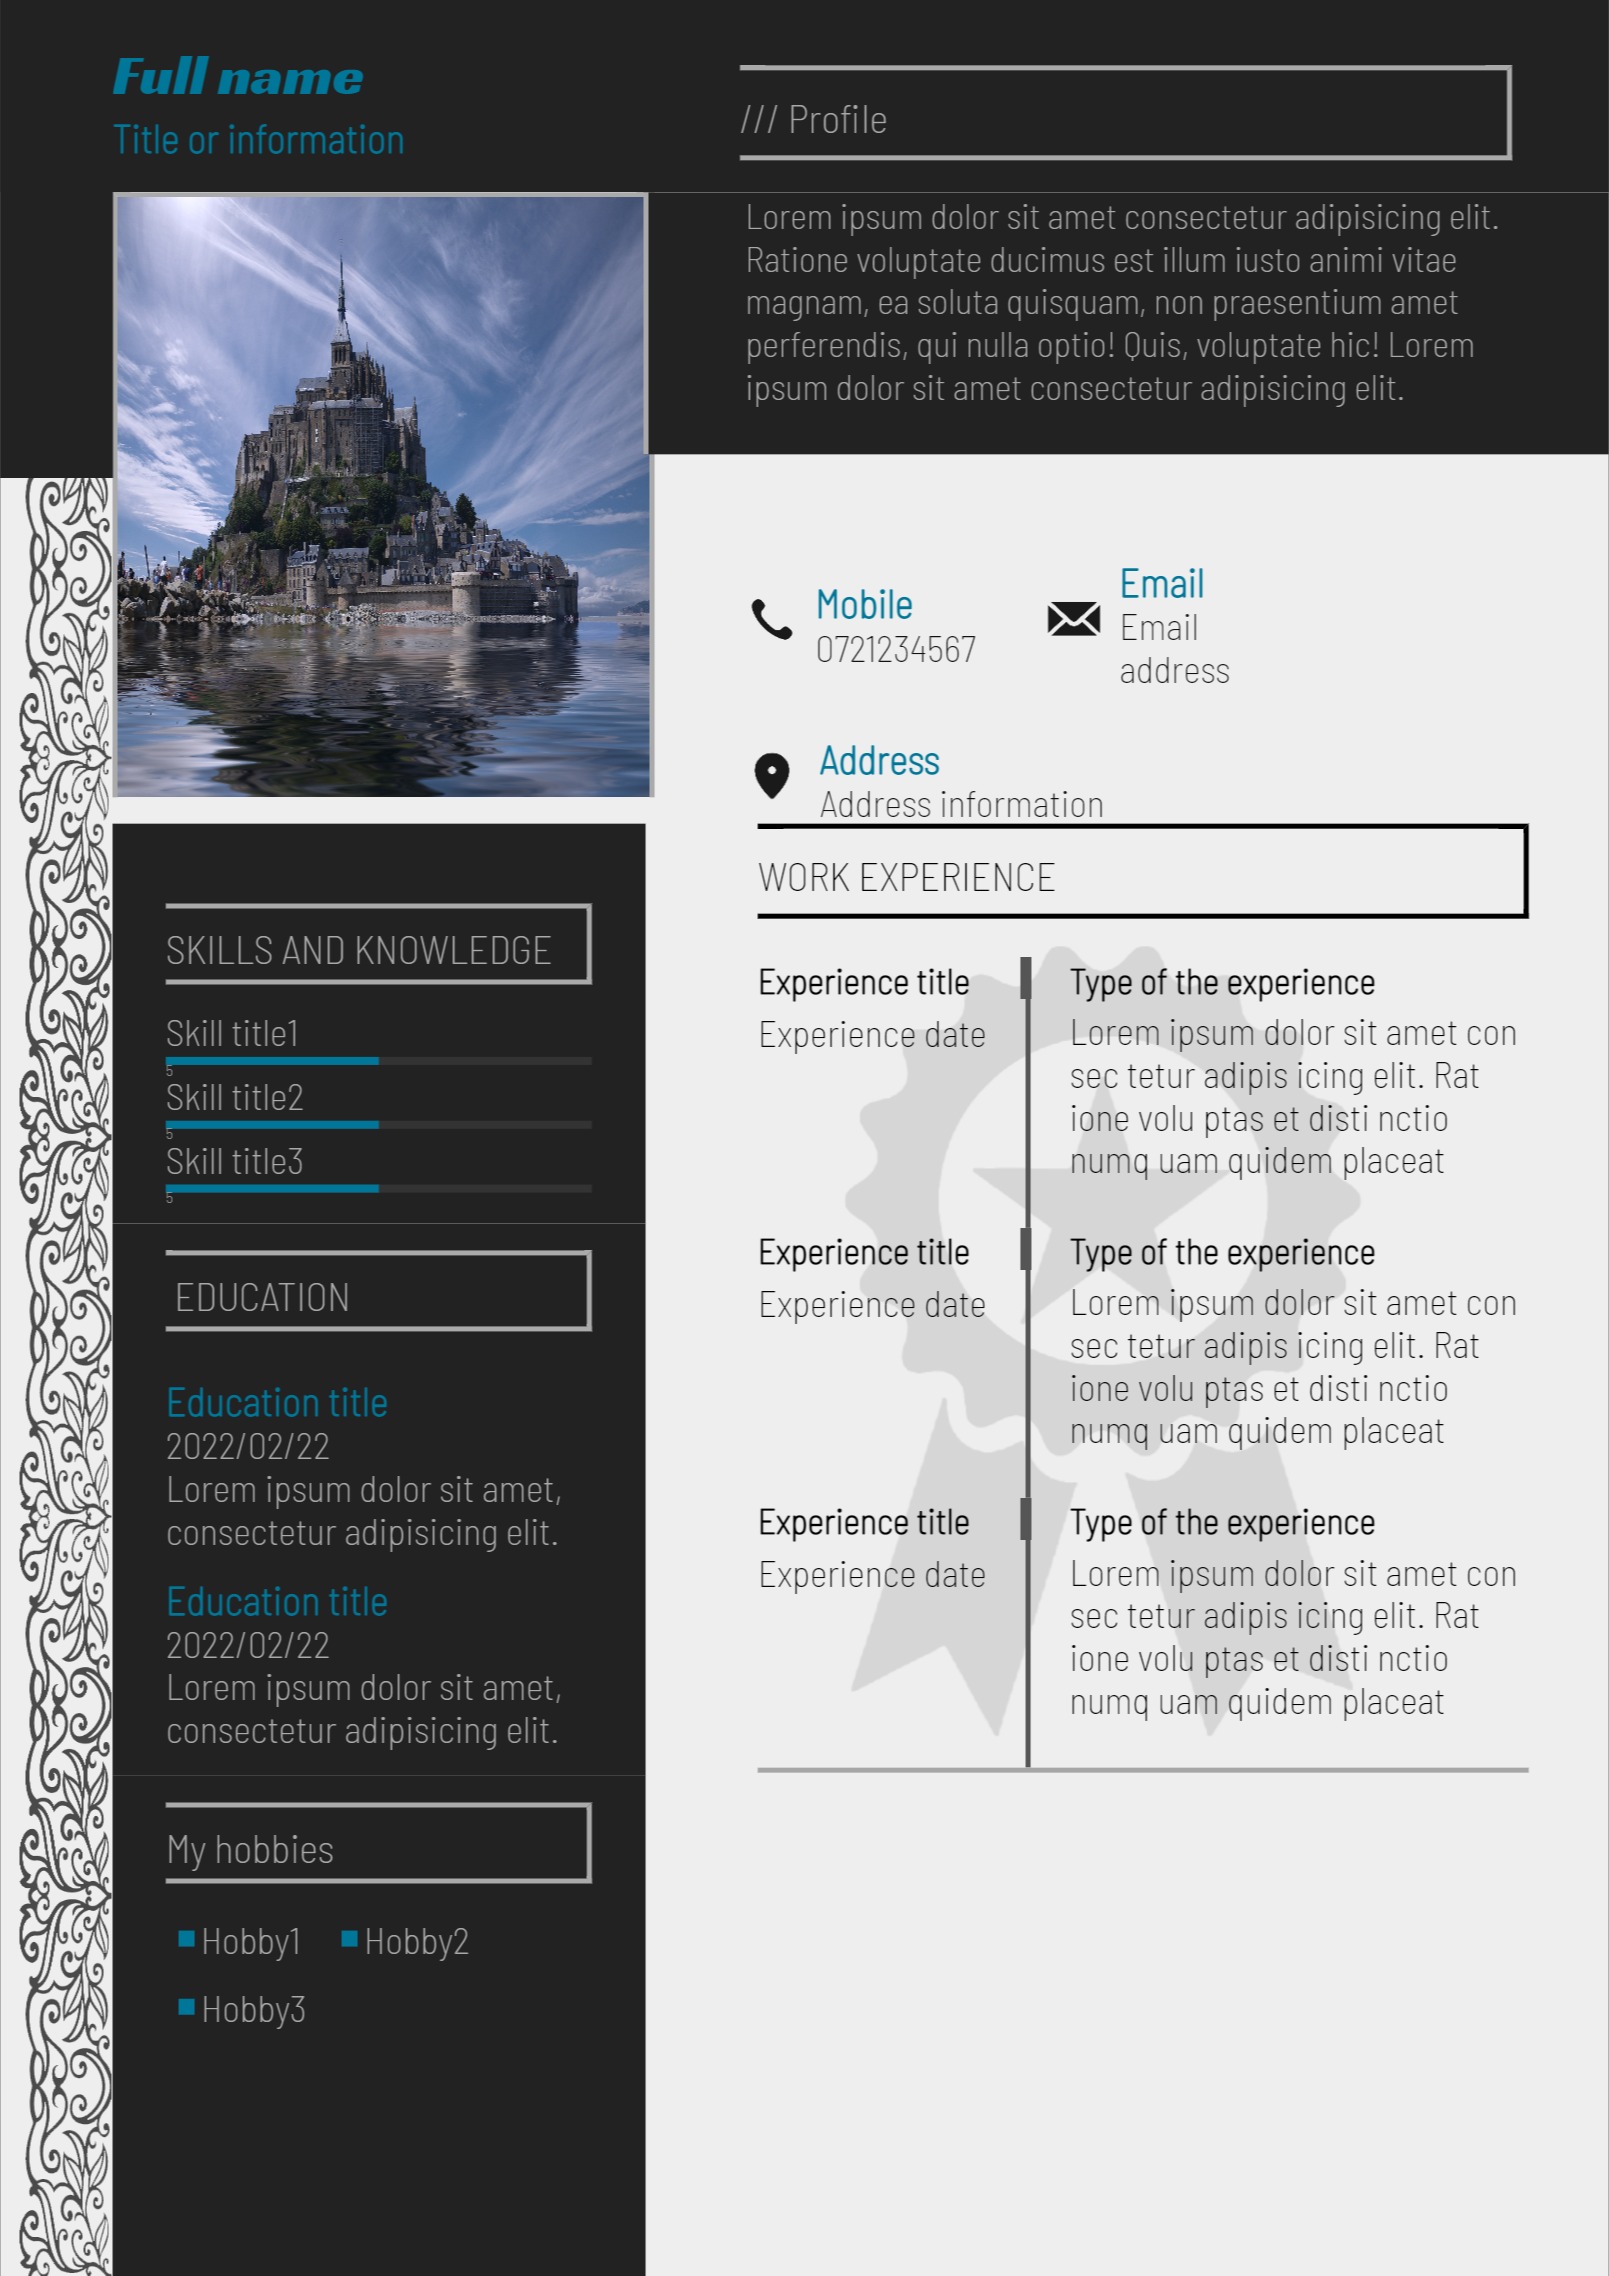 Full name
Title or information
/// Profile
Lorem ipsum dolor sit amet consectetur adipisicing elit.
Ratione voluptate ducimus est illum iusto animi vitae
magnam, ea soluta quisquam, non praesentium amet
perferendis, qui nulla optio! Quis, voluptate hic! Lorem
ipsum dolor sit amet consectetur adipisicing elit.
Mobile
0721234567
Email
Email
address
Address
Address information
SKILLS AND KNOWLEDGE
Skill title1
5
Skill title2
5
Skill title3
5
EDUCATION
Education title
2022/02/22
Lorem ipsum dolor sit amet,
consectetur adipisicing elit.
Education title
2022/02/22
Lorem ipsum dolor sit amet,
consectetur adipisicing elit.
My hobbies
Hobby1
Hobby2
Hobby3
WORK EXPERIENCE
Experience title
Experience date
Type of the experience
Lorem ipsum dolor sit amet con
sec tetur adipis icing elit. Rat
ione volu ptas et disti nctio
numq uam quidem placeat
Experience title
Experience date
Type of the experience
Lorem ipsum dolor sit amet con
sec tetur adipis icing elit. Rat
ione volu ptas et disti nctio
numq uam quidem placeat
Experience title
Experience date
Type of the experience
Lorem ipsum dolor sit amet con
sec tetur adipis icing elit. Rat
ione volu ptas et disti nctio
numq uam quidem placeat